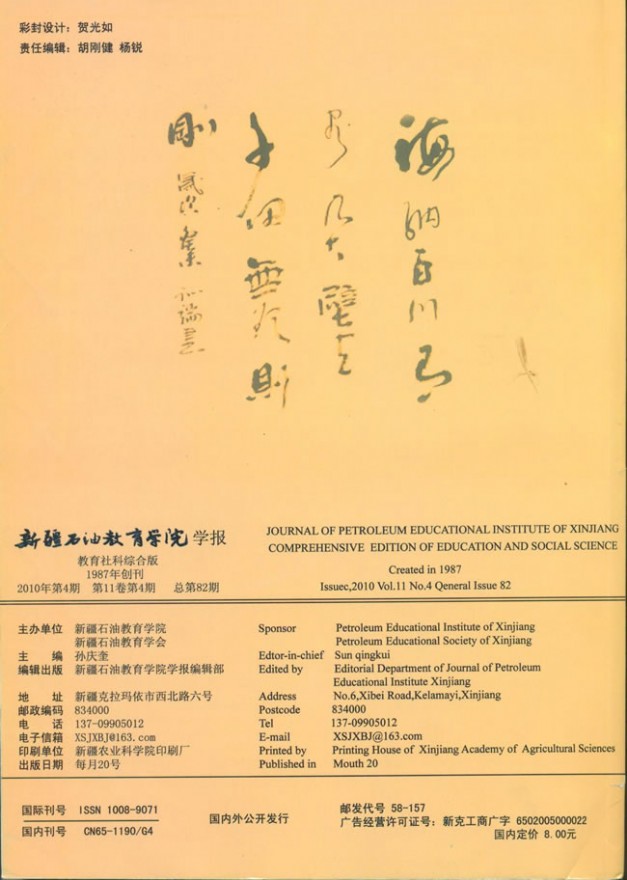 彩封设计：贺光如
责任编辑：胡刚健 杨锐
海納百川有
容乃大壁立
千仞無欲則
剛
新疆石油教育学院 学报
教育社科综合版
1987年创刊
2010年第4期 第11卷第4期 总第82期
JOURNAL OF PETROLEUM EDUCATIONAL INSTITUTE OF XINJIANG
COMPREHENSIVE EDITION OF EDUCATION AND SOCIAL SCIENCE
Created in 1987
Issuec,2010 Vol.11 No.4 Qeneral Issue 82
主办单位 新疆石油教育学院
新疆石油教育学会
主 编 孙庆奎
编辑出版 新疆石油教育学院学报编辑部
地 址 新疆克拉玛依市西北路六号
邮政编码 834000
电 话 137-09905012
电子信箱 XSJXBJ@163.com
印刷单位 新疆农业科学院印刷厂
出版日期 每月20号
Sponsor Petroleum Educational Institute of Xinjiang
Petroleum Educational Society of Xinjiang
Edtor-in-chief Sun qingkui
Edited by Editorial Department of Journal of Petroleum
Educational Institute Xinjiang
Address No.6,Xibei Road,Kelamayi,Xinjiang
Postcode 834000
Tel 137-09905012
E-mail XSJXBJ@163.com
Printed by Printing House of Xinjiang Academy of Agricultural Sciences
Published in Mouth 20
国际刊号 ISSN 1008-9071
国内刊号 CN65-1190/G4
国内外公开发行
邮发代号 58-157
广告经营许可证号：新克工商广字 6502005000022
国内定价 8.00元